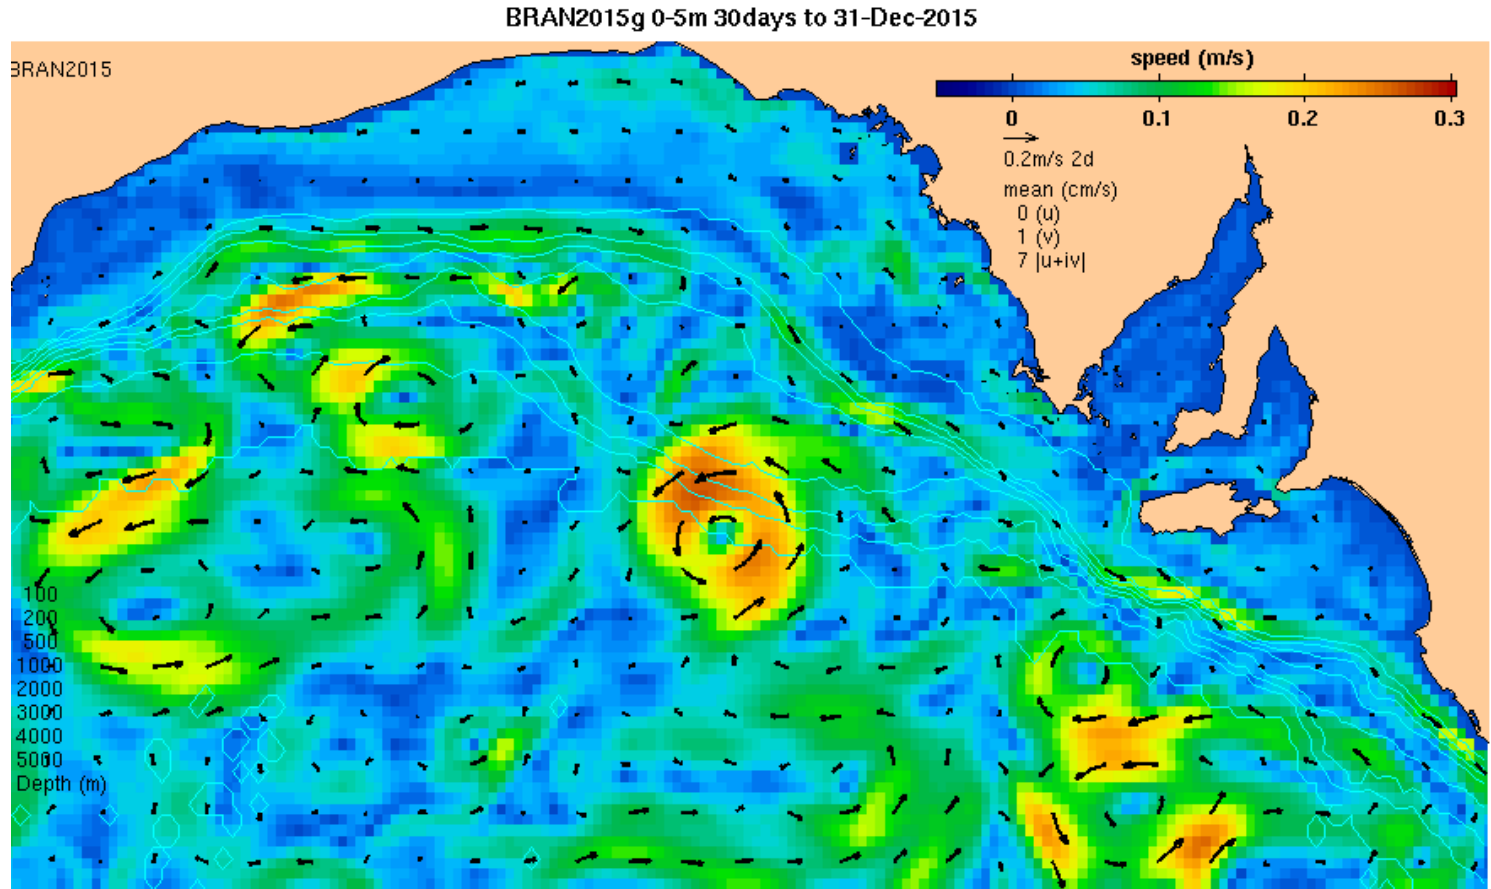 BRAN2015g 0-5m 30days to 31-Dec-2015
BRAN2015
speed (m/s)
0 0.1 0.2 0.3
0.2m/s 2d
mean (cm/s)
0 (u)
1 (v)
7 |u+iv|
100
200
500
1000
2000
3000
4000
5000
Depth (m)